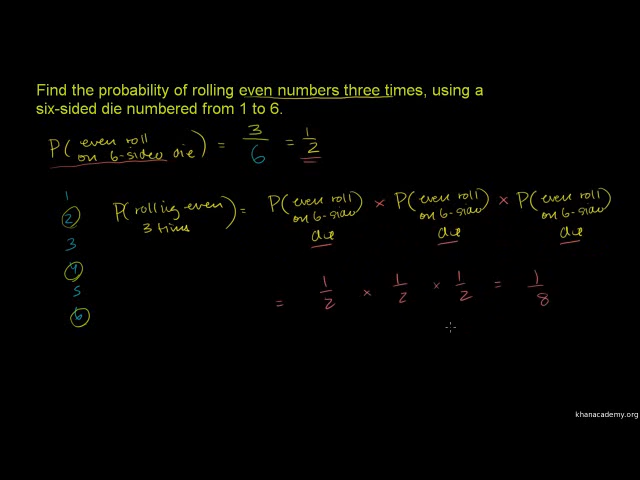 Find the probability of rolling even numbers three times, using a
six-sided die numbered from 1 to 6.
P(even roll on 6-sided die) = 3/6 = 1/2
1
2
3
4
5
6
P(rolling even 3 times) = P(even roll on 6-side die) × P(even roll on 6-side die) × P(even roll on 6-side die)
= 1/2 × 1/2 × 1/2 = 1/8
khanacademy.org